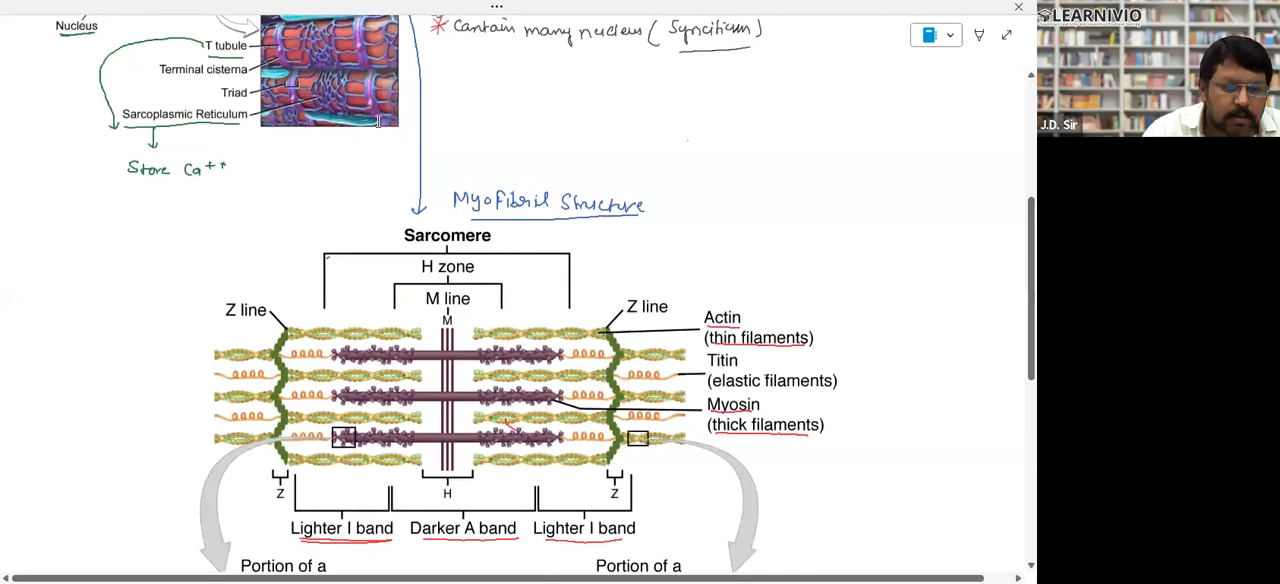 LEARNIVIO
J.D. Sir
Nucleus
T tubule
Terminal cisterna
Triad
Sarcoplasmic Reticulum
Store Ca++
* Cantain many nucleus ( Syncitium )
Myofibril Structure
Sarcomere
H zone
M line
Z line
Z line
M
Actin
(thin filaments)
Titin
(elastic filaments)
Myosin
(thick filaments)
Z
H
Z
Lighter I band
Darker A band
Lighter I band
Portion of a
Portion of a